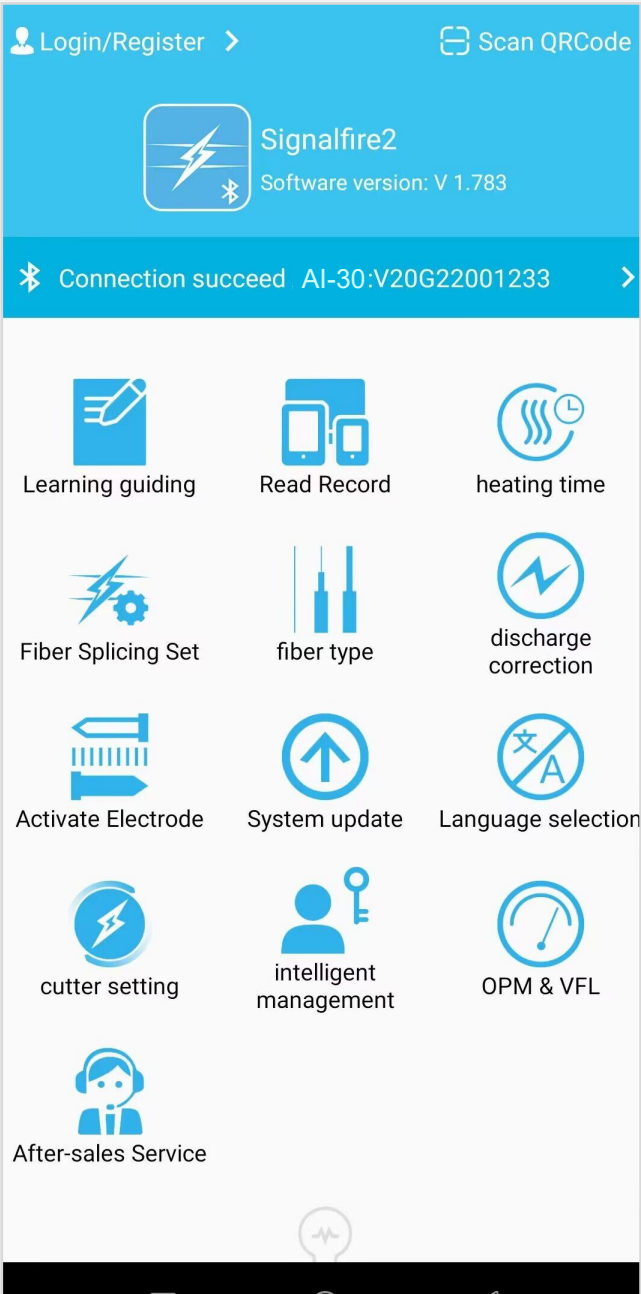 Login/Register
Scan QRCode
Signalfire2
Software version: V 1.783
Connection succeed AI-30:V20G22001233
Learning guiding
Read Record
heating time
Fiber Splicing Set
fiber type
discharge
correction
Activate Electrode
System update
文
A
Language selection
cutter setting
intelligent
management
OPM & VFL
After-sales Service